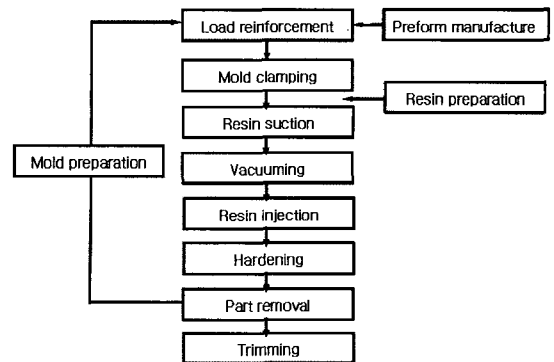 Load reinforcement
Preform manufacture
Mold clamping
Resin preparation
Resin suction
Mold preparation
Vacuuming
Resin injection
Hardening
Part removal
Trimming